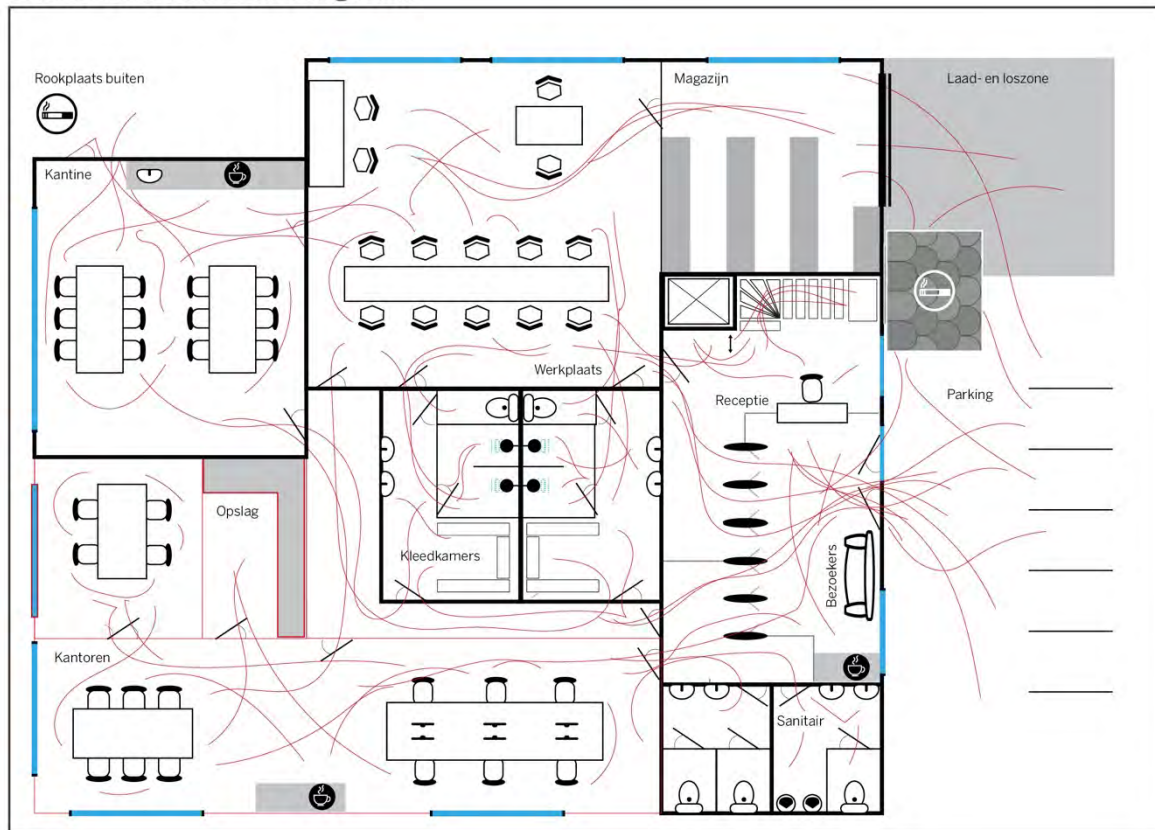 Rookplaats buiten
Magazijn
Laad- en loszone
Kantine
Werkplaats
Receptie
Parking
Opslag
Kleedkamers
Bezoekers
Kantoren
Sanitair